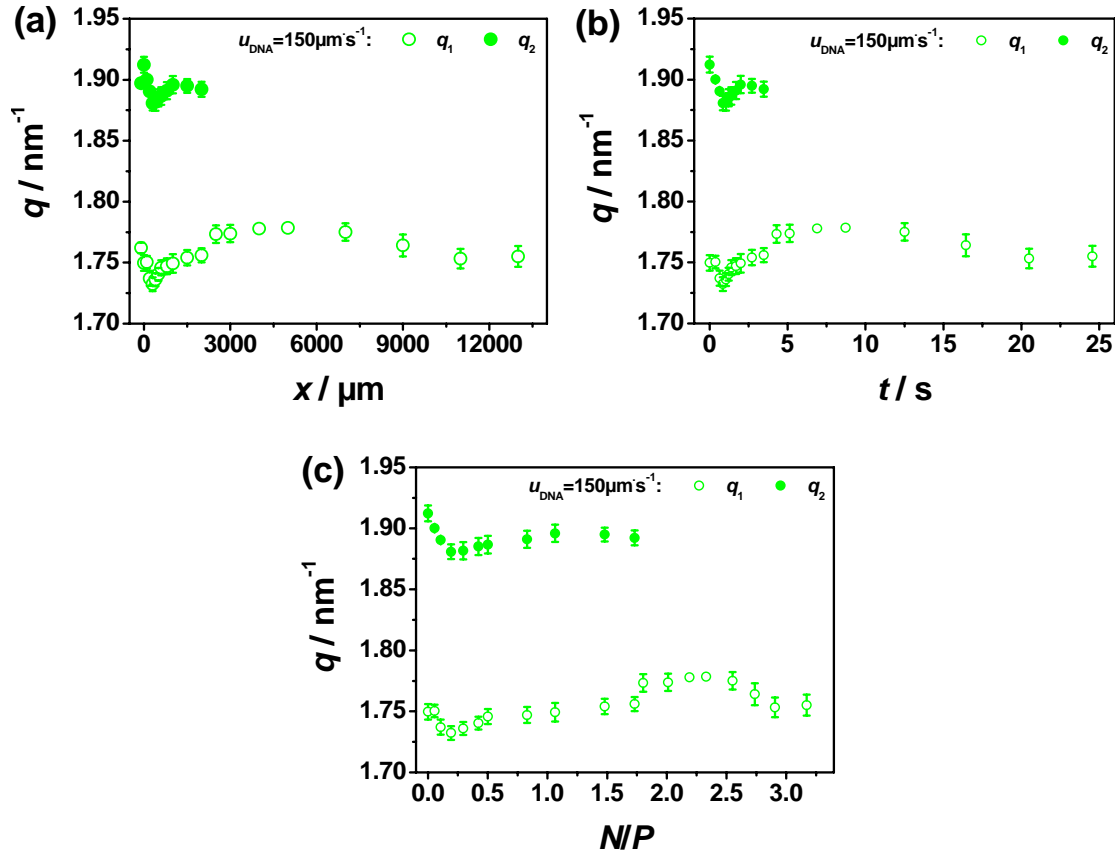 (a)
u_DNA=150µm·s⁻¹: q₁ q₂
1.95
1.90
1.85
1.80
1.75
1.70
q / nm⁻¹
0 3000 6000 9000 12000
x / µm
(b)
u_DNA=150µm·s⁻¹: q₁ q₂
1.95
1.90
1.85
1.80
1.75
1.70
q / nm⁻¹
0 5 10 15 20 25
t / s
(c)
u_DNA=150µm·s⁻¹: q₁ q₂
1.95
1.90
1.85
1.80
1.75
1.70
q / nm⁻¹
0.0 0.5 1.0 1.5 2.0 2.5 3.0
N/P